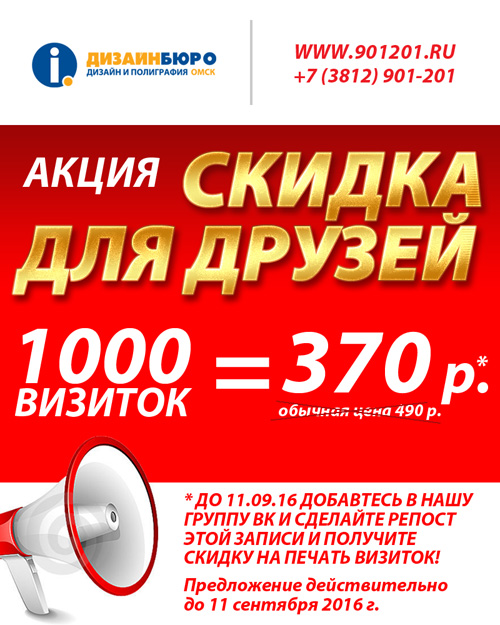 ДИЗАЙНБЮРО
ДИЗАЙН И ПОЛИГРАФИЯ ОМСК
WWW.901201.RU
+7 (3812) 901-201
АКЦИЯ СКИДКА
ДЛЯ ДРУЗЕЙ
1000
ВИЗИТОК
= 370 р.*
обычная цена 490 р.
* ДО 11.09.16 ДОБАВТЕСЬ В НАШУ
ГРУППУ ВК И СДЕЛАЙТЕ РЕПОСТ
ЭТОЙ ЗАПИСИ И ПОЛУЧИТЕ
СКИДКУ НА ПЕЧАТЬ ВИЗИТОК!
Предложение действительно
до 11 сентября 2016 г.